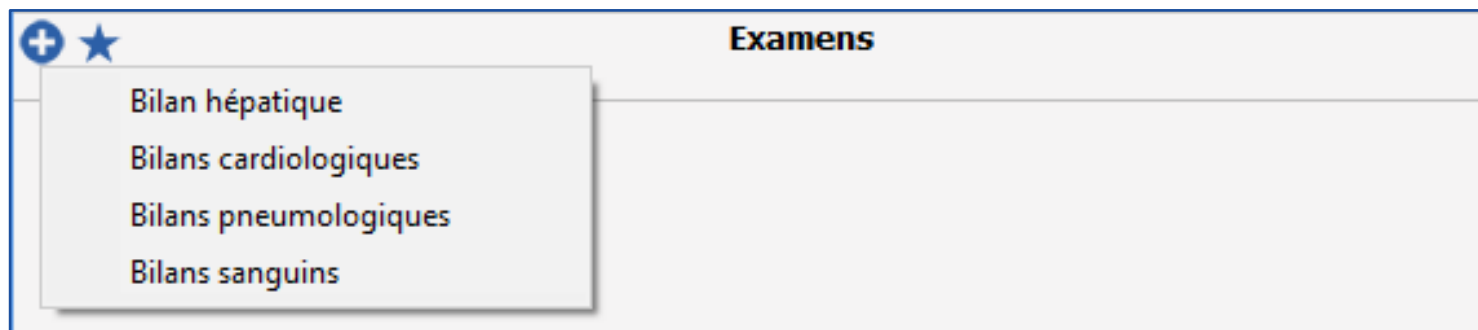 Examens
Bilan hépatique
Bilans cardiologiques
Bilans pneumologiques
Bilans sanguins